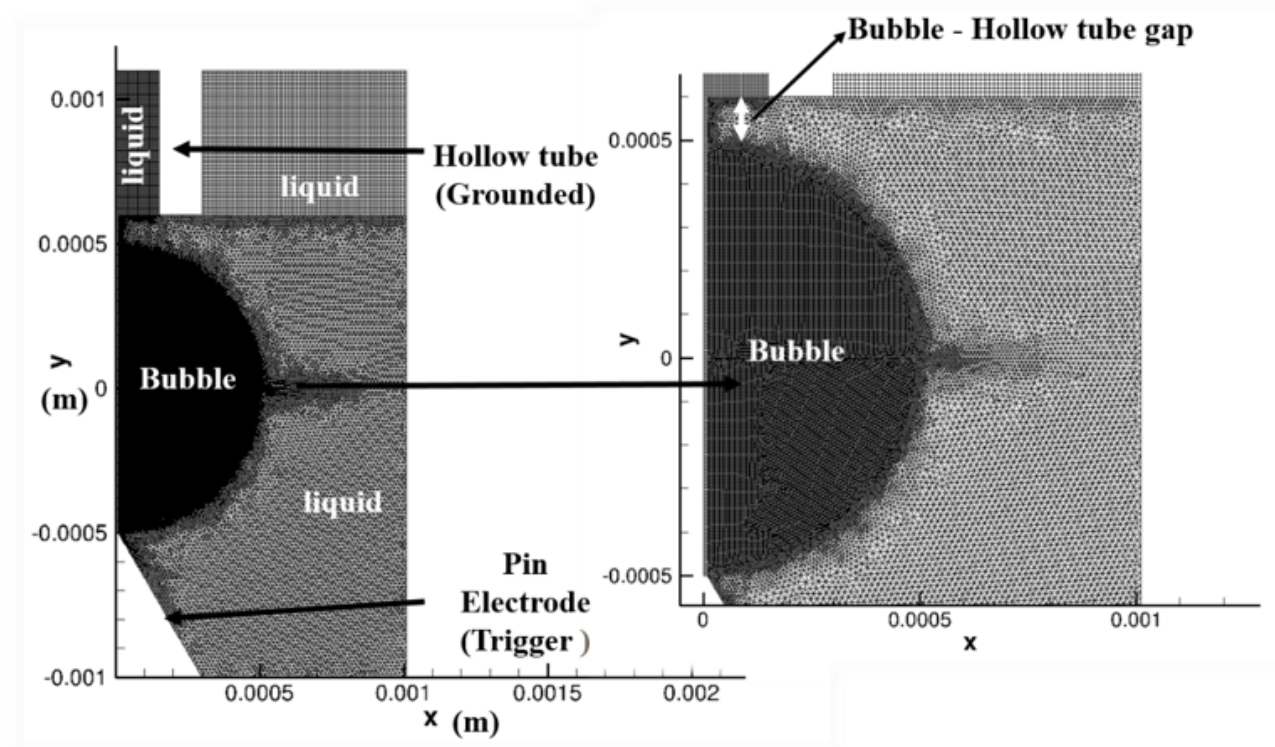 Bubble - Hollow tube gap
0.001
liquid
Hollow tube
(Grounded)
liquid
0.0005
y
(m)
0
Bubble
liquid
-0.0005
Pin
Electrode
(Trigger )
-0.001
0.0005
0.001
0.0015
0.002
x (m)
0.0005
y
0
Bubble
-0.0005
0
0.0005
0.001
x